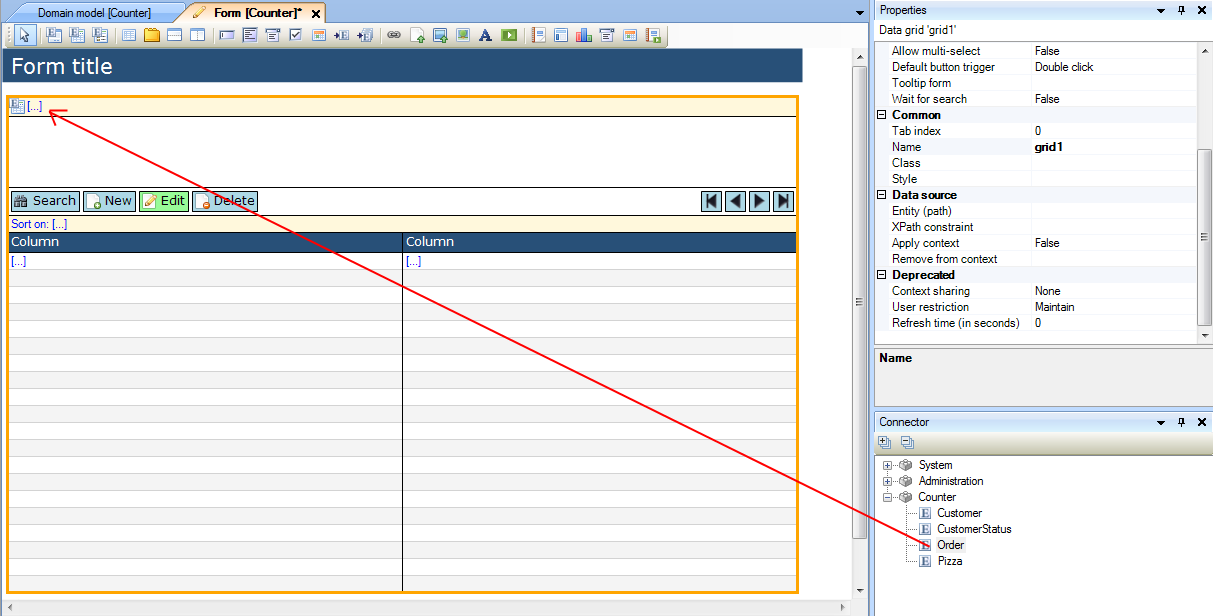 Domain model [Counter]
Form [Counter]*
Form title
[...]
Search New Edit Delete
Sort on: [...]
Column Column
[...] [...]
Properties
Data grid 'grid1'
Allow multi-select False
Default button trigger Double click
Tooltip form
Wait for search False
Common
Tab index 0
Name grid1
Class
Style
Data source
Entity (path)
XPath constraint
Apply context False
Remove from context
Deprecated
Context sharing None
User restriction Maintain
Refresh time (in seconds) 0
Name
Connector
System
Administration
Counter
E Customer
E CustomerStatus
E Order
E Pizza